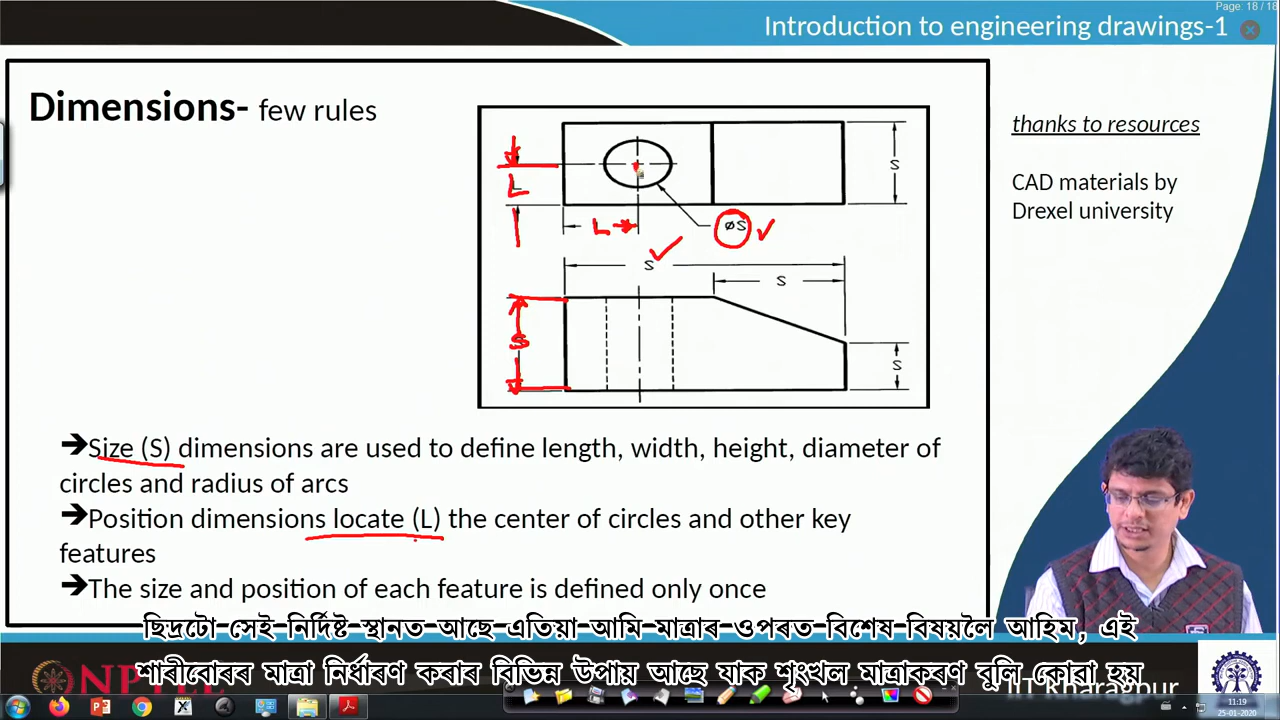 Page: 18 / 18
Introduction to engineering drawings-1
Dimensions- few rules
thanks to resources
CAD materials by
Drexel university
S
L
L
ØS
S
S
S
S
➔Size (S) dimensions are used to define length, width, height, diameter of
circles and radius of arcs
➔Position dimensions locate (L) the center of circles and other key
features
➔The size and position of each feature is defined only once
ছিদ্ৰটো সেই নিৰ্দিষ্ট স্থানত আছে এতিয়া আমি মাত্ৰাৰ ওপৰত বিশেষ বিষয়লৈ আহিম, এই
শাৰীবোৰৰ মাত্ৰা নিৰ্ধাৰণ কৰাৰ বিভিন্ন উপায় আছে যাক শৃংখল মাত্ৰাকৰণ বুলি কোৱা হয়
IIT Kharagpur
11:19
25-01-2020